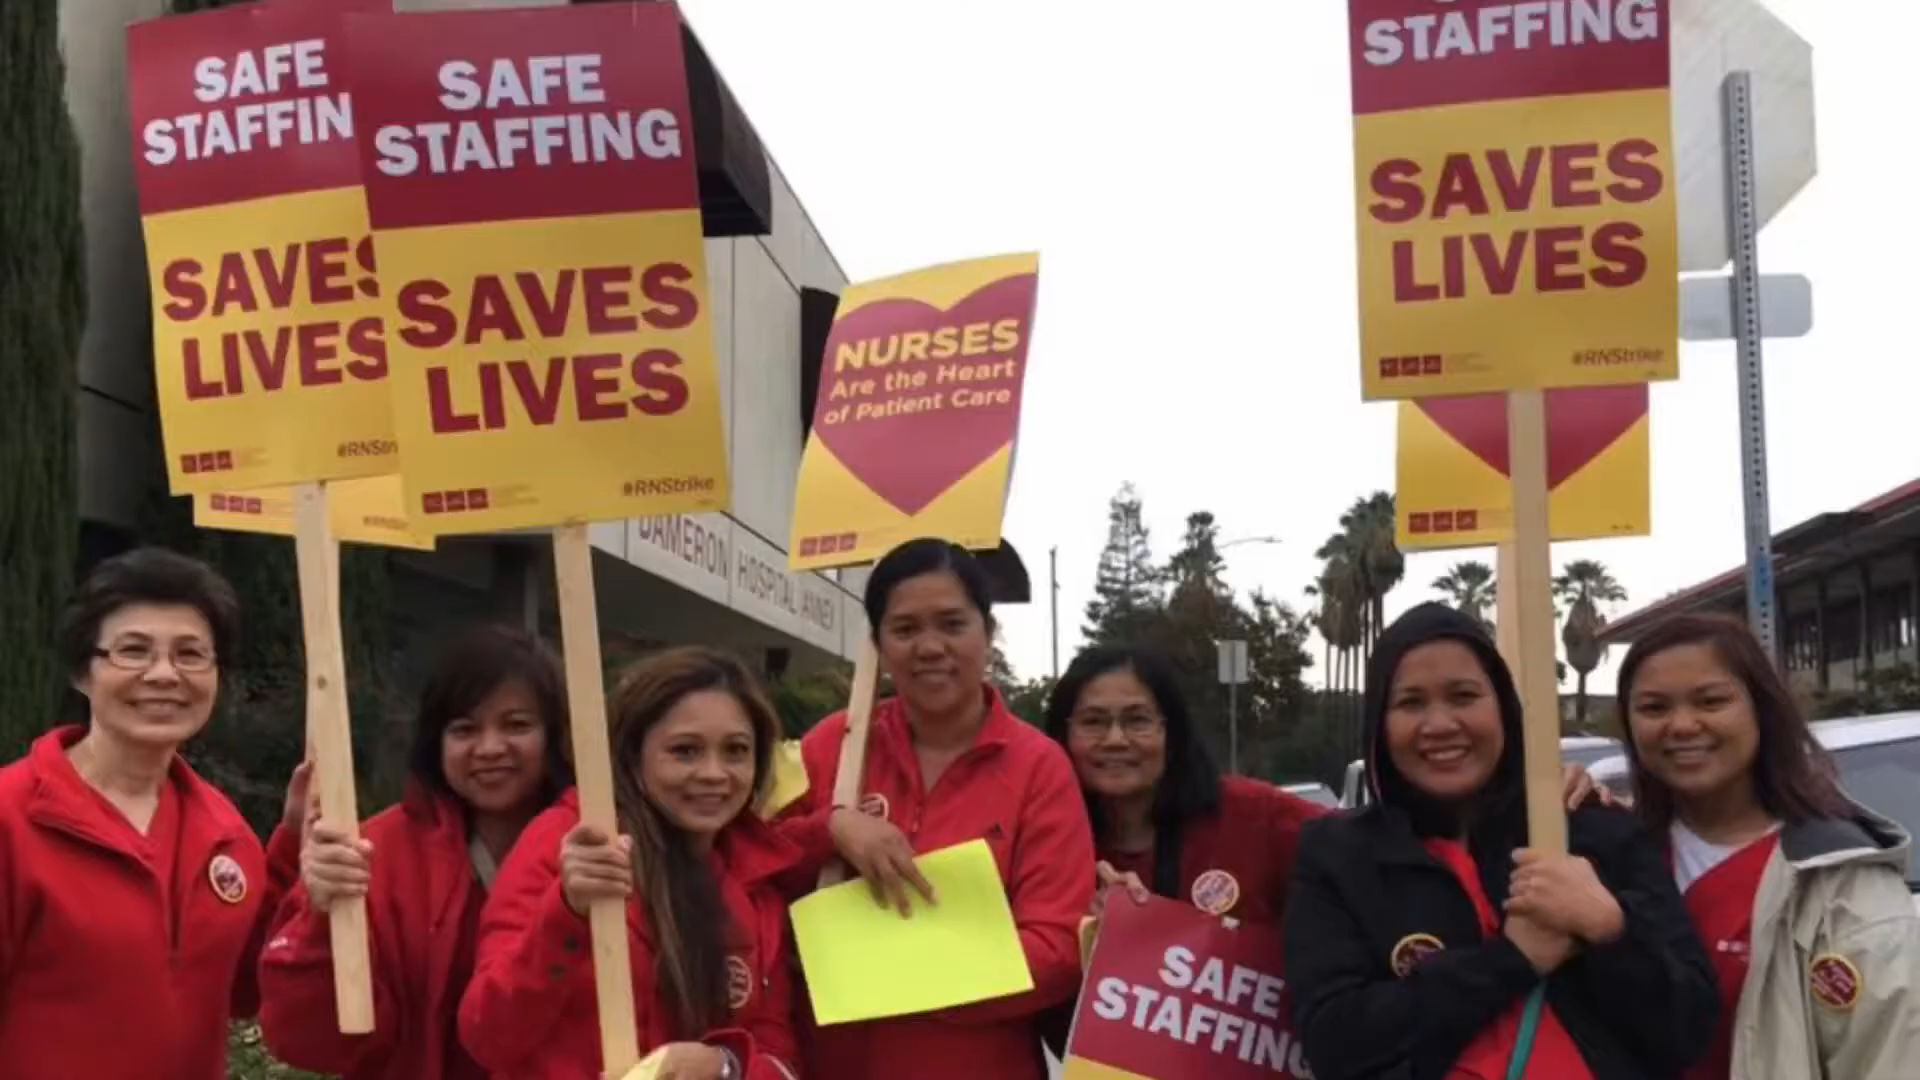 SAFE
STAFFIN
SAVES
LIVES
SAFE
STAFFING
SAVES
LIVES
#RNStrike
NURSES
Are the Heart
of Patient Care
DAMERON HOSPITAL ANNEX
STAFFING
SAVES
LIVES
#RNStrike
SAFE
STAFFING